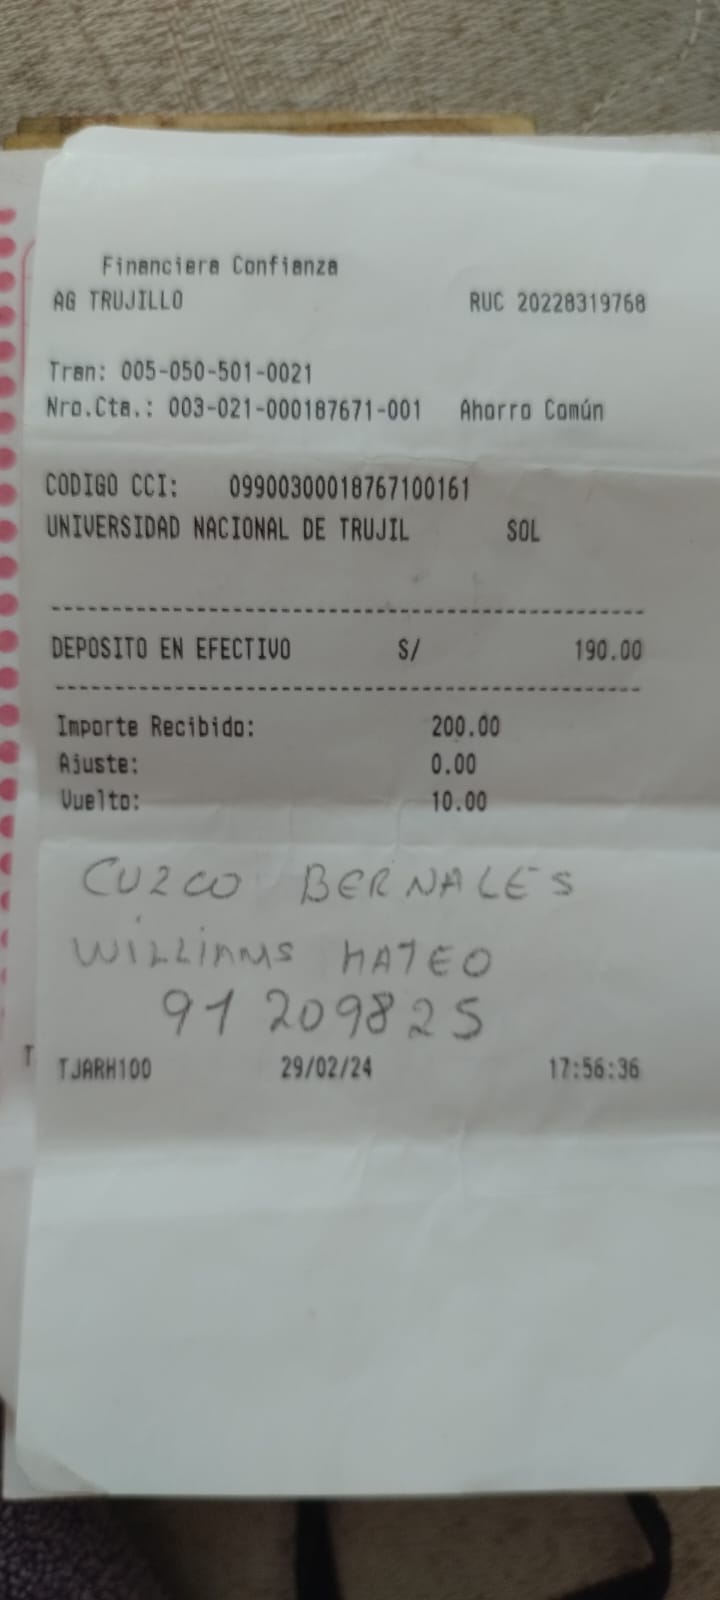 Financiera Confianza
AG TRUJILLO RUC 20228319768
Tran: 005-050-501-0021
Nro.Cta.: 003-021-000187671-001 Ahorro Común
CODIGO CCI: 09900300018767100161
UNIVERSIDAD NACIONAL DE TRUJIL SOL
DEPOSITO EN EFECTIVO S/ 190.00
Importe Recibido: 200.00
Ajuste: 0.00
Vuelto: 10.00
CUZCO BERNALES
WILLIAMS MATEO
91209825
T
TJARH100 29/02/24 17:56:36